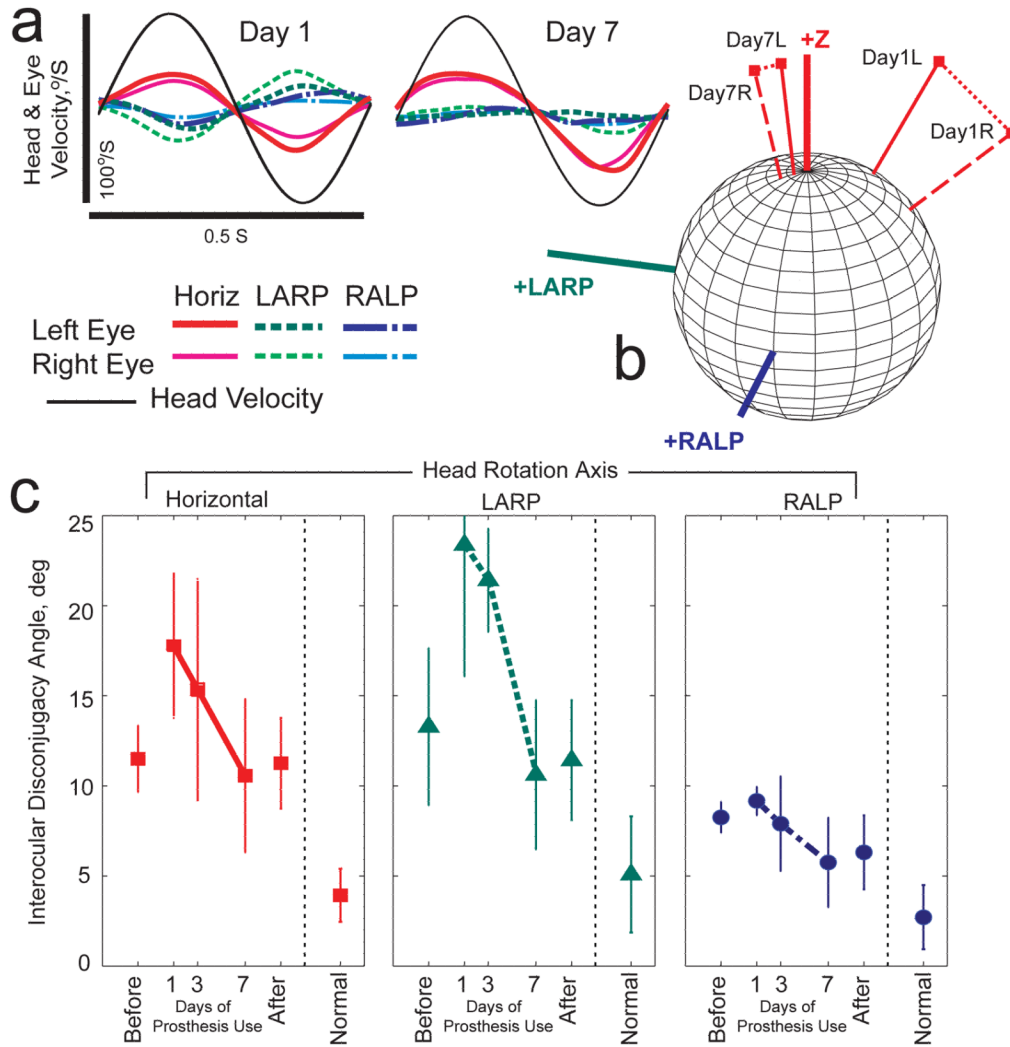 a
Day 1
Day 7
Head & Eye
Velocity,º/S
100º/S
0.5 S
Horiz LARP RALP
Left Eye
Right Eye
Head Velocity
+Z
Day7L
Day7R
Day1L
Day1R
+LARP
+RALP
b
c
Head Rotation Axis
Horizontal
LARP
RALP
Interocular Disconjugacy Angle, deg
25
20
15
10
5
0
Before
1 3 7
Days of
Prosthesis Use
After
Normal
Before
1 3 7
Days of
Prosthesis Use
After
Normal
Before
1 3 7
Days of
Prosthesis Use
After
Normal